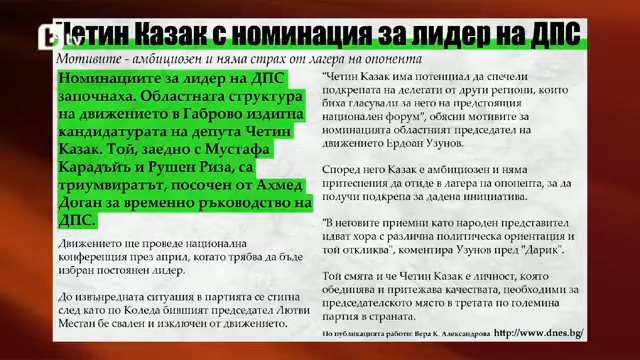 btv
Четин Казак с номинация за лидер на ДПС
Мотивите - амбициозен и няма страх от лагера на опонента
Номинациите за лидер на ДПС
започнаха. Областната структура
на движението в Габрово издигна
кандидатурата на депута Четин
Казак. Той, заедно с Мустафа
Карадъйъ и Рушен Риза, са
триумвиратът, посочен от Ахмед
Доган за временно ръководство на
ДПС.
Движението ще проведе национална
конференция през април, когато трябва да бъде
избран постоянен лидер.
До извънредната ситуация в партията се стигна
след като по Коледа бившият председател Лютви
Местан бе свален и изключен от движението.
"Четин Казак има потенциал да спечели
подкрепата на делегати от други региони, които
биха гласували за него на предстоящия
национален форум", обясни мотивите за
номинацията областният председател на
движението Ердоан Узунов.
Според него Казак е амбициозен и няма
притеснения да отиде в лагера на опонента, за да
получи подкрепа за дадена инициатива.
"В неговите приемни като народен представител
идват хора с различна политическа ориентация и
той откликва", коментира Узунов пред "Дарик".
Той смята и че Четин Казак е личност, която
обединява и притежава качествата, необходими за
председателското място в третата по големина
партия в страната.
По публикацията работи: Вера К. Александрова http://www.dnes.bg/